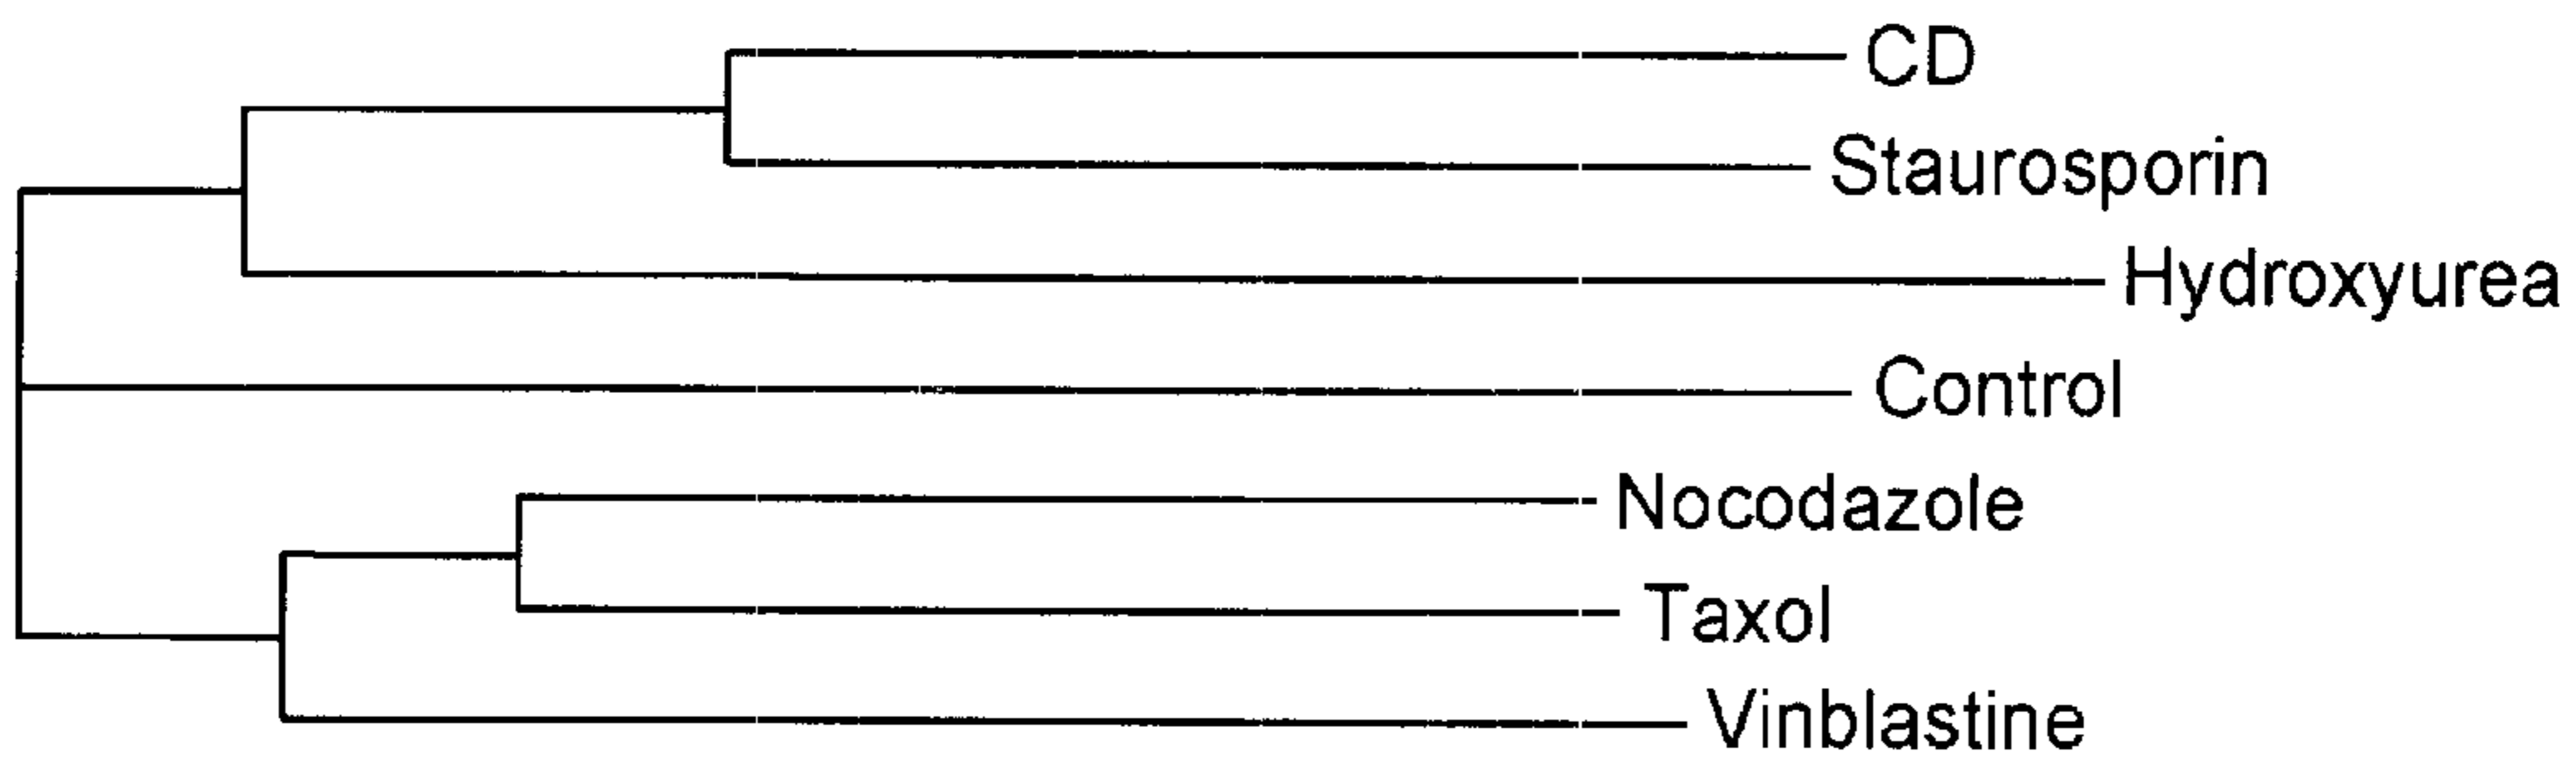 CD
Staurosporin
Hydroxyurea
Control
Nocodazole
Taxol
Vinblastine